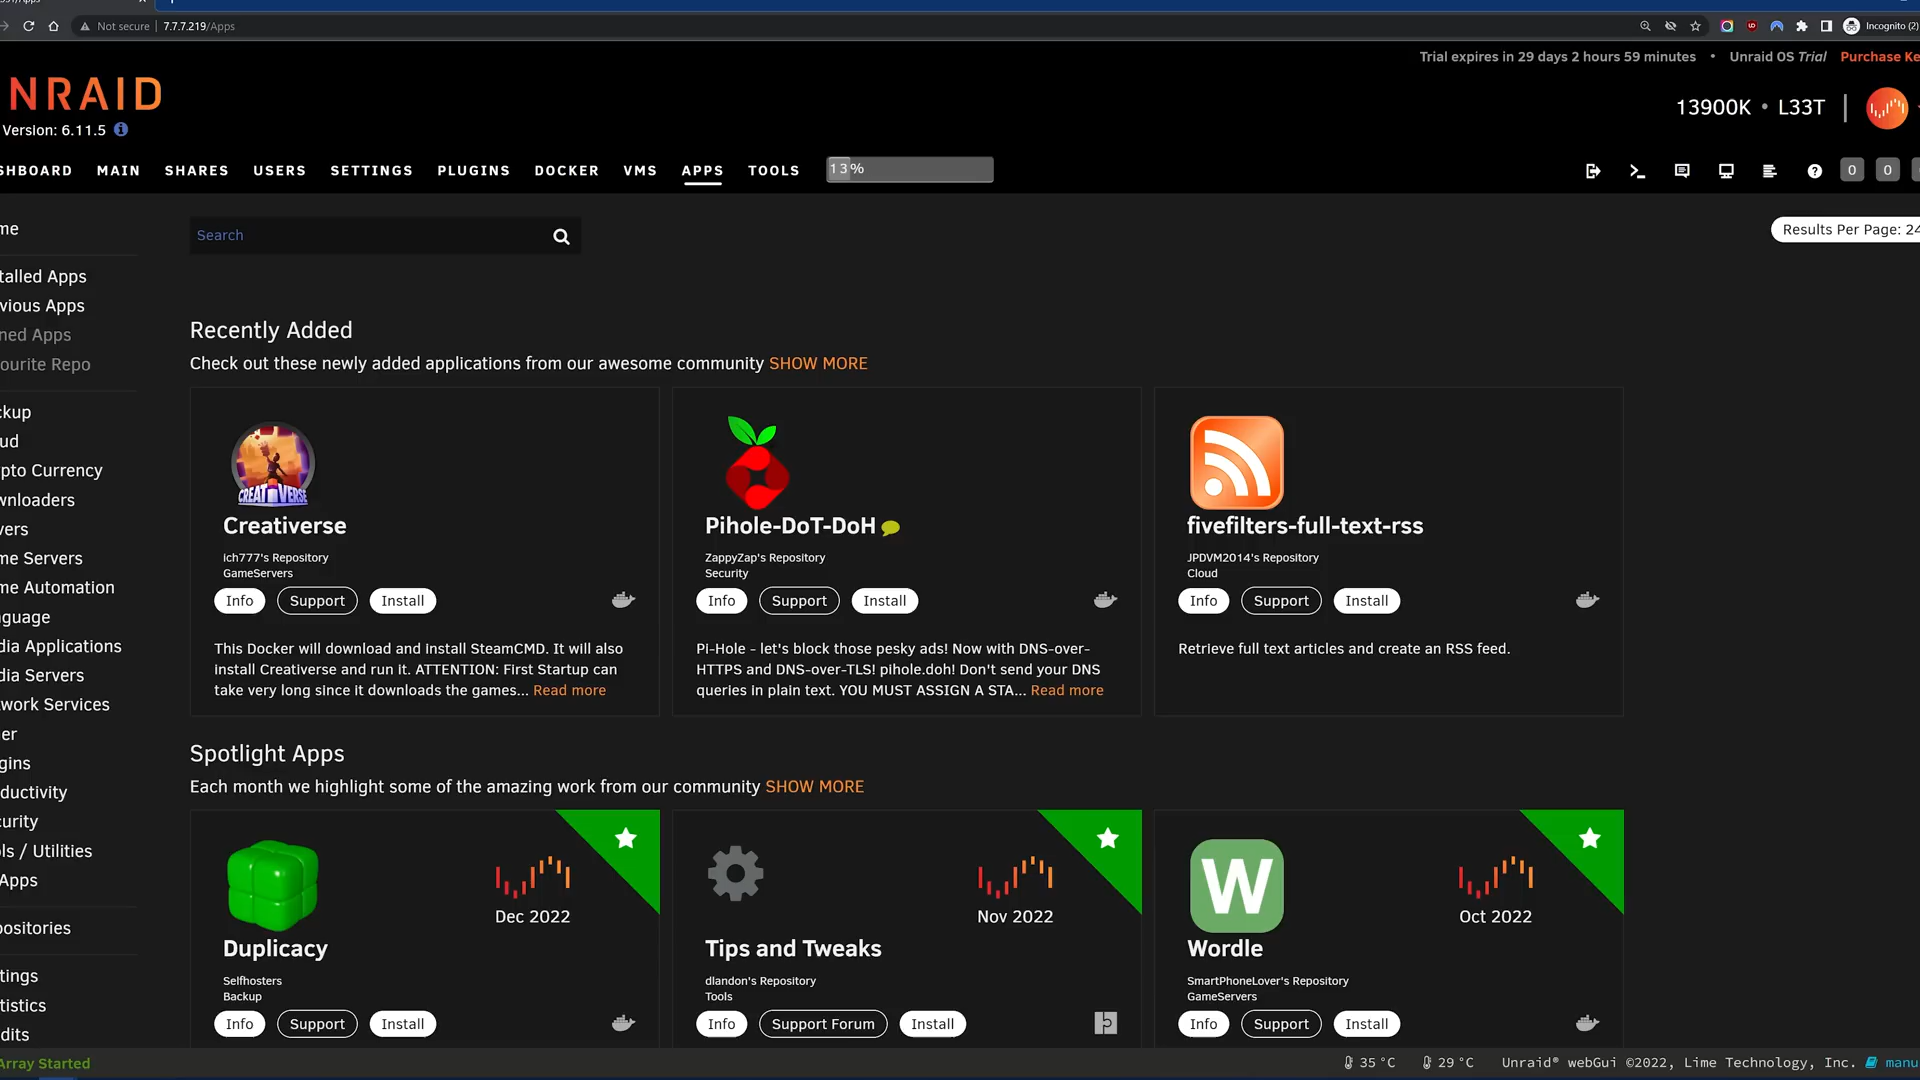 Not secure | 7.7.7.219/Apps
Incognito (2)
Trial expires in 29 days 2 hours 59 minutes • Unraid OS Trial Purchase Ke
NRAID
Version: 6.11.5
13900K • L33T
SHBOARD MAIN SHARES USERS SETTINGS PLUGINS DOCKER VMS APPS TOOLS 13%
0 0
me
talled Apps
vious Apps
ned Apps
ourite Repo
ckup
ud
pto Currency
wnloaders
vers
me Servers
me Automation
guage
dia Applications
dia Servers
work Services
er
gins
ductivity
urity
ls / Utilities
Apps
ositories
tings
tistics
dits
Search
Results Per Page: 24
Recently Added
Check out these newly added applications from our awesome community SHOW MORE
CREATIVERSE
Creativerse
ich777's Repository
GameServers
Info Support Install
This Docker will download and install SteamCMD. It will also
install Creativerse and run it. ATTENTION: First Startup can
take very long since it downloads the games... Read more
Pihole-DoT-DoH
ZappyZap's Repository
Security
Info Support Install
Pi-Hole - let's block those pesky ads! Now with DNS-over-
HTTPS and DNS-over-TLS! pihole.doh! Don't send your DNS
queries in plain text. YOU MUST ASSIGN A STA... Read more
fivefilters-full-text-rss
JPDVM2014's Repository
Cloud
Info Support Install
Retrieve full text articles and create an RSS feed.
Spotlight Apps
Each month we highlight some of the amazing work from our community SHOW MORE
Dec 2022
Duplicacy
Selfhosters
Backup
Info Support Install
Nov 2022
Tips and Tweaks
dlandon's Repository
Tools
Info Support Forum Install
W
Oct 2022
Wordle
SmartPhoneLover's Repository
GameServers
Info Support Install
Array Started
35 °C 29 °C Unraid® webGui ©2022, Lime Technology, Inc. manu